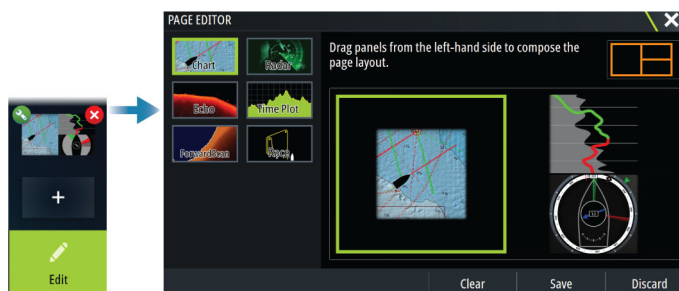 PAGE EDITOR
Chart
Radar
Echo
Time Plot
ForwardScan
Race
Drag panels from the left-hand side to compose the
page layout.
Edit
Clear
Save
Discard